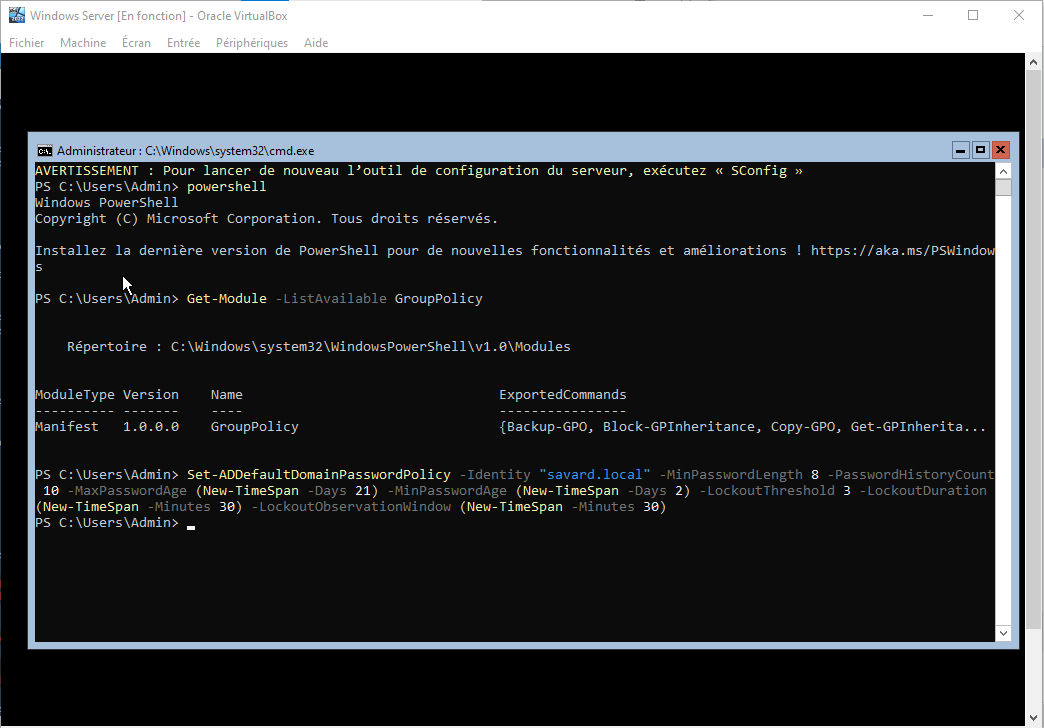 Windows Server [En fonction] - Oracle VirtualBox
Fichier Machine Écran Entrée Périphériques Aide
Administrateur : C:\Windows\system32\cmd.exe
AVERTISSEMENT : Pour lancer de nouveau l’outil de configuration du serveur, exécutez « SConfig »
PS C:\Users\Admin> powershell
Windows PowerShell
Copyright (C) Microsoft Corporation. Tous droits réservés.
Installez la dernière version de PowerShell pour de nouvelles fonctionnalités et améliorations ! https://aka.ms/PSWindow
s
PS C:\Users\Admin> Get-Module -ListAvailable GroupPolicy
Répertoire : C:\Windows\system32\WindowsPowerShell\v1.0\Modules
ModuleType Version Name ExportedCommands
---------- ------- ---- ----------------
Manifest 1.0.0.0 GroupPolicy {Backup-GPO, Block-GPInheritance, Copy-GPO, Get-GPInherita...
PS C:\Users\Admin> Set-ADDefaultDomainPasswordPolicy -Identity "savard.local" -MinPasswordLength 8 -PasswordHistoryCount
10 -MaxPasswordAge (New-TimeSpan -Days 21) -MinPasswordAge (New-TimeSpan -Days 2) -LockoutThreshold 3 -LockoutDuration
(New-TimeSpan -Minutes 30) -LockoutObservationWindow (New-TimeSpan -Minutes 30)
PS C:\Users\Admin>